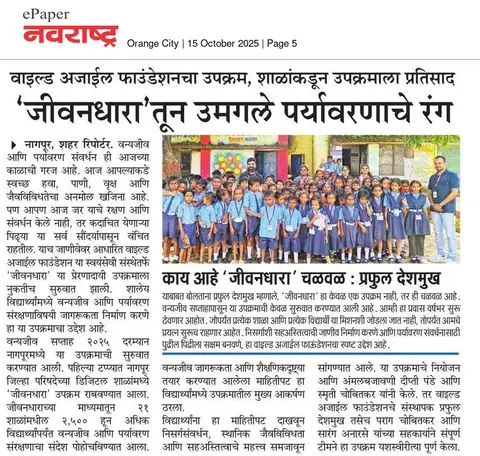 ePaper
नवराष्ट्र
Orange City | 15 October 2025 | Page 5
वाइल्ड अजाईल फाउंडेशनचा उपक्रम, शाळांकडून उपक्रमाला प्रतिसाद
‘जीवनधारा’तून उमगले पर्यावरणाचे रंग
नागपूर, शहर रिपोर्टर. वन्यजीव
आणि पर्यावरण संवर्धन ही आजच्या
काळाची गरज आहे. आज आपल्याकडे
स्वच्छ हवा, पाणी, वृक्ष आणि
जैवविविधतेचा अनमोल खजिना आहे.
पण आपण आज जर याचे रक्षण आणि
संवर्धन केले नाही, तर कदाचित येणाऱ्या
पिढ्या या सर्व सौंदर्यापासून वंचित
राहतील. याच जाणीवेवर आधारित वाइल्ड
अजाईल फाउंडेशन या स्वयंसेवी संस्थेतर्फे
‘जीवनधारा’ या प्रेरणादायी उपक्रमाला
नुकतीच सुरुवात झाली. शालेय
विद्यार्थ्यांमध्ये वन्यजीव आणि पर्यावरण
संरक्षणाविषयी जागरूकता निर्माण करणे
हा या उपक्रमाचा उद्देश आहे.
वन्यजीव सप्ताह २०२५ दरम्यान
नागपूरमध्ये या उपक्रमाची सुरुवात
करण्यात आली. पहिल्या टप्प्यात नागपूर
जिल्हा परिषदेच्या डिजिटल शाळांमध्ये
‘जीवनधारा’ उपक्रम राबवण्यात आला.
जीवनधाराच्या माध्यमातून २१
शाळांमधील २,५०० हून अधिक
विद्यार्थ्यांपर्यंत वन्यजीव आणि पर्यावरण
संरक्षणाचा संदेश पोहोचविण्यात आला.
काय आहे ‘जीवनधारा’ चळवळ : प्रफुल देशमुख
याबाबत बोलताना प्रफुल देशमुख म्हणाले, ‘जीवनधारा’ हा केवळ एक उपक्रम नाही, तर ही चळवळ आहे.
वन्यजीव सप्ताहापासून या उपक्रमाची केवळ सुरुवात करण्यात आली आहे. आम्ही हा प्रवास वर्षभर सुरू
ठेवणार आहोत. जोपर्यंत प्रत्येक शाळा आणि प्रत्येक विद्यार्थी या मिशनशी जोडला जात नाही, तोपर्यंत आमचे
प्रयत्न सुरूच राहणार आहेत. निसर्गाशी सहअस्तित्वाची जाणीव निर्माण करणे आणि पर्यावरण संवर्धनासाठी
पुढील पिढीला सक्षम बनवणे, हा वाइल्ड अजाईल फाउंडेशनचा स्पष्ट उद्देश आहे.
वन्यजीव जागरूकता आणि शैक्षणिकदृष्ट्या
तयार करण्यात आलेला माहितीपट हा
विद्यार्थ्यांमध्ये उपक्रमातील मुख्य आकर्षण
ठरला.
विद्यार्थ्यांना हा माहितीपट दाखवून
निसर्गसंवर्धन, स्थानिक जैवविविधता
आणि सहअस्तित्वाचे महत्त्व समजावून
सांगण्यात आले. या उपक्रमाचे नियोजन
आणि अंमलबजावणी दीप्ती पंडे आणि
स्मृती चोबितकर यांनी केले. तर वाइल्ड
अजाईल फाउंडेशनचे संस्थापक प्रफुल
देशमुख तसेच पराग चोबितकर आणि
सारंग अनारसे यांच्या सहकार्याने संपूर्ण
टीमने हा उपक्रम यशस्वीरीत्या पूर्ण केला.